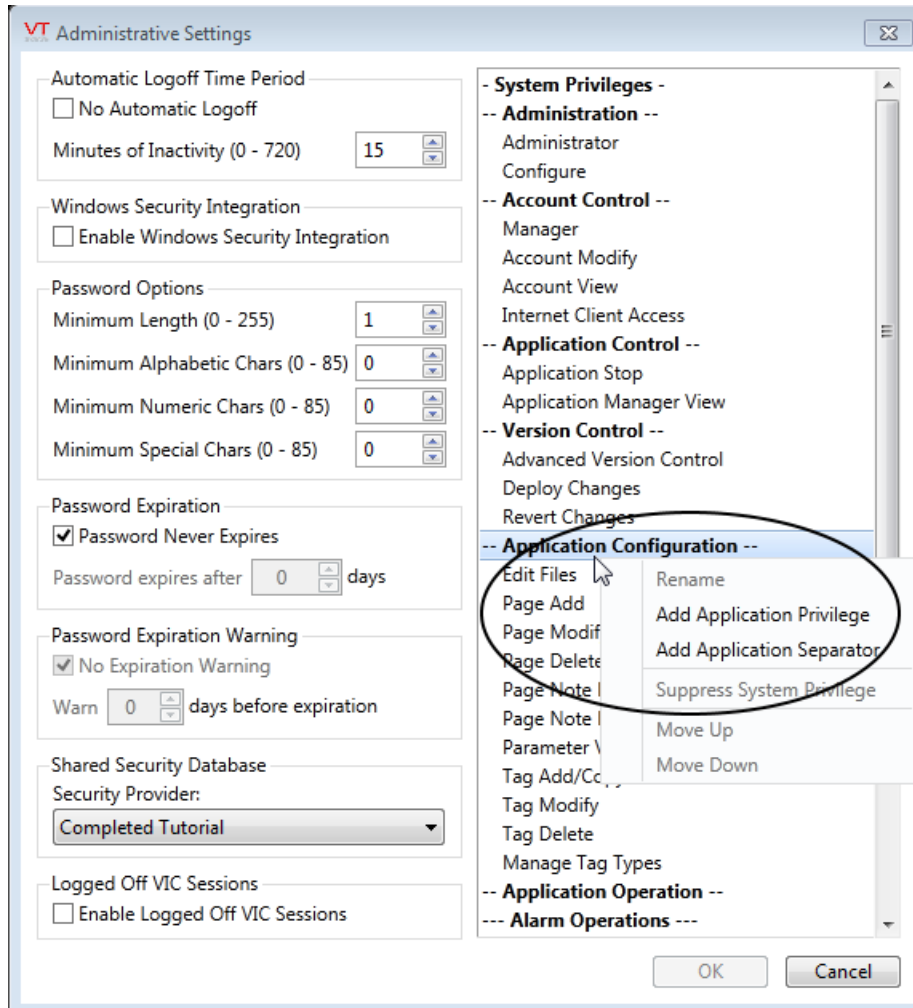 VT Administrative Settings
Automatic Logoff Time Period
No Automatic Logoff
Minutes of Inactivity (0 - 720) 15
Windows Security Integration
Enable Windows Security Integration
Password Options
Minimum Length (0 - 255) 1
Minimum Alphabetic Chars (0 - 85) 0
Minimum Numeric Chars (0 - 85) 0
Minimum Special Chars (0 - 85) 0
Password Expiration
Password Never Expires
Password expires after 0 days
Password Expiration Warning
No Expiration Warning
Warn 0 days before expiration
Shared Security Database
Security Provider:
Completed Tutorial
Logged Off VIC Sessions
Enable Logged Off VIC Sessions
- System Privileges -
-- Administration --
Administrator
Configure
-- Account Control --
Manager
Account Modify
Account View
Internet Client Access
-- Application Control --
Application Stop
Application Manager View
-- Version Control --
Advanced Version Control
Deploy Changes
Revert Changes
-- Application Configuration --
Edit Files
Page Add
Page Modif
Page Delete
Page Note
Page Note
Parameter
Tag Add/Copy
Tag Modify
Tag Delete
Manage Tag Types
-- Application Operation --
--- Alarm Operations ---
Rename
Add Application Privilege
Add Application Separator
Suppress System Privilege
Move Up
Move Down
OK Cancel